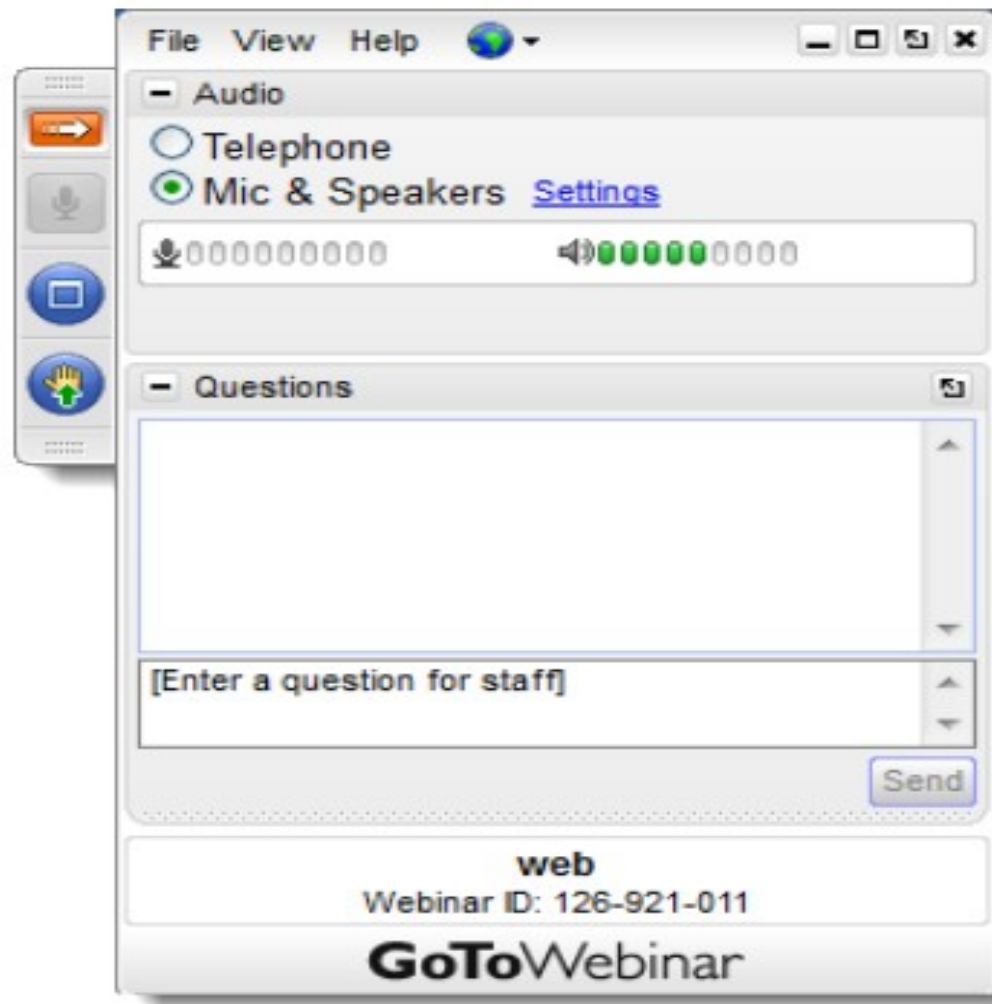 File View Help
Audio
Telephone
Mic & Speakers Settings
Questions
[Enter a question for staff]
Send
web
Webinar ID: 126-921-011
GoToWebinar